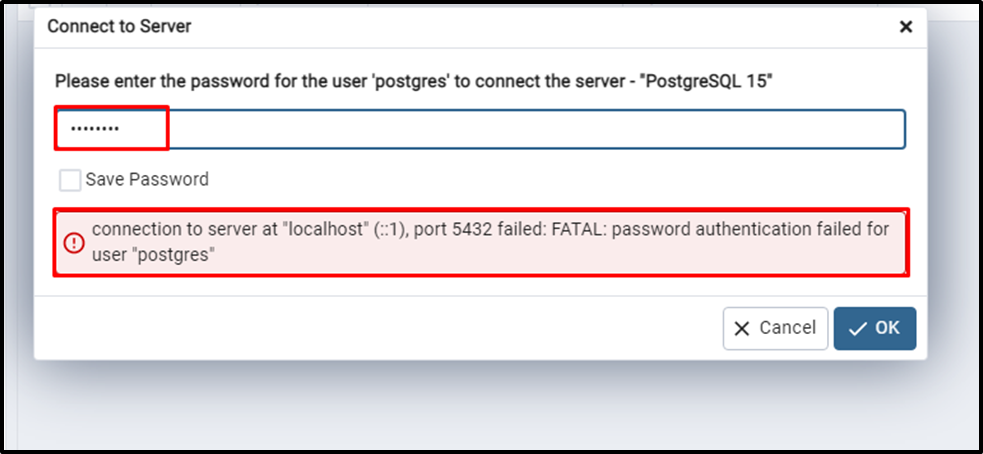 Connect to Server
Please enter the password for the user 'postgres' to connect the server - "PostgreSQL 15"
••••••••
Save Password
connection to server at "localhost" (::1), port 5432 failed: FATAL: password authentication failed for
user "postgres"
Cancel
OK